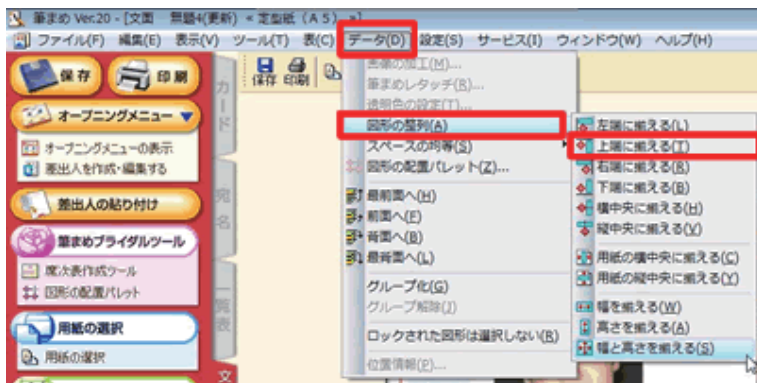 筆まめ Ver.20 - [文面 無題4(更新) < 定型紙 (A5) >]
ファイル(F) 編集(E) 表示(V) ツール(T) 表(C) データ(D) 設定(S) サービス(I) ウィンドウ(W) ヘルプ(H)
保存 印刷
保存 印刷
カード
宛名
一覧表
文
オープニングメニュー
オープニングメニューの表示
差出人を作成・編集する
差出人の貼り付け
筆まめブライダルツール
席次表作成ツール
図形の配置パレット
用紙の選択
用紙の選択
画像の加工(M)...
筆まめレタッチ(R)...
透明色の設定(T)...
図形の整列(A)
スペースの均等(S)
図形の配置パレット(Z)...
最前面へ(H)
前面へ(F)
背面へ(B)
最背面へ(L)
グループ化(G)
グループ解除(J)
ロックされた図形は選択しない(R)
位置情報(P)...
左端に揃える(L)
上端に揃える(T)
右端に揃える(R)
下端に揃える(B)
横中央に揃える(H)
縦中央に揃える(V)
用紙の横中央に揃える(C)
用紙の縦中央に揃える(Y)
幅を揃える(W)
高さを揃える(A)
幅と高さを揃える(S)